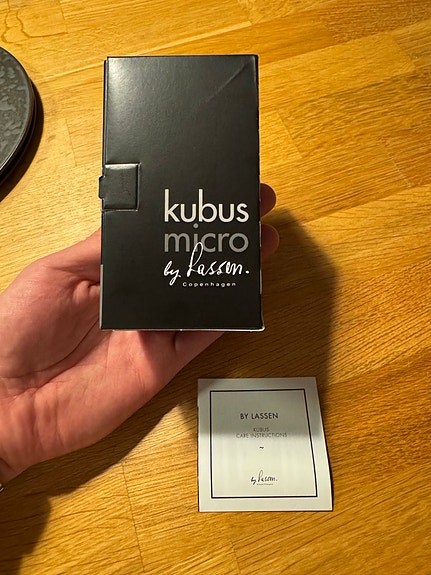 kubus
micro
by Lassen.
Copenhagen
BY LASSEN
KUBUS
CARE INSTRUCTIONS
~
by Lassen.